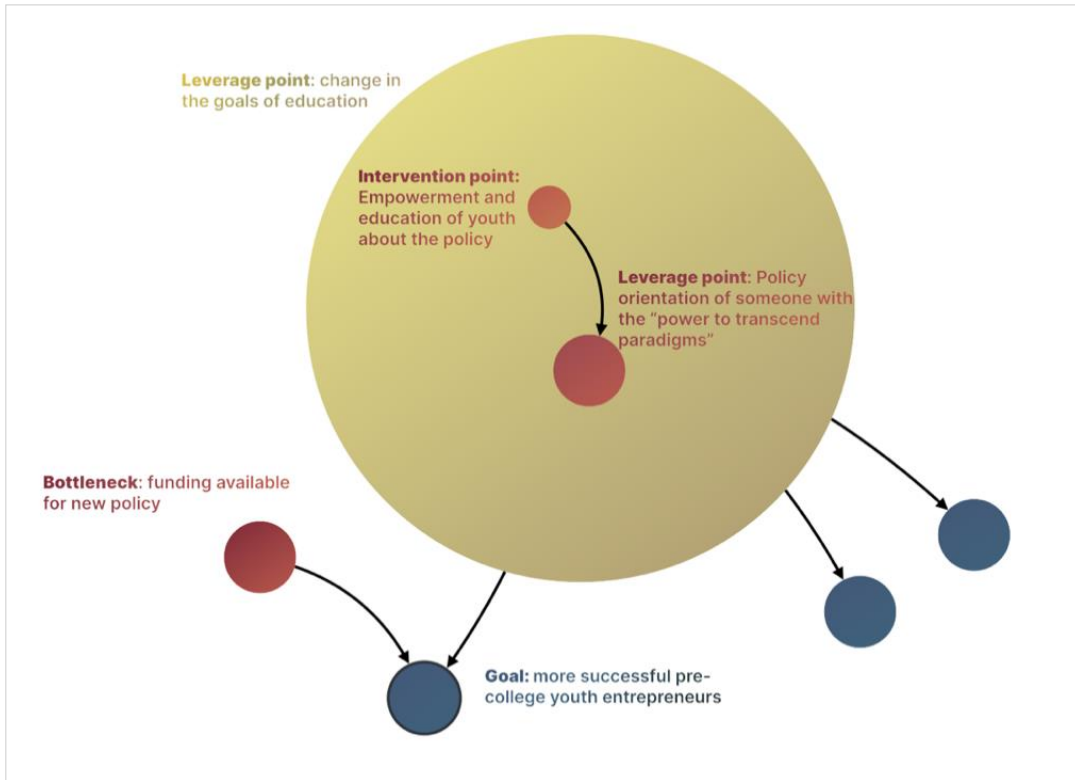 Leverage point: change in
the goals of education
Intervention point:
Empowerment and
education of youth
about the policy
Leverage point: Policy
orientation of someone with
the “power to transcend
paradigms”
Bottleneck: funding available
for new policy
Goal: more successful pre-
college youth entrepreneurs